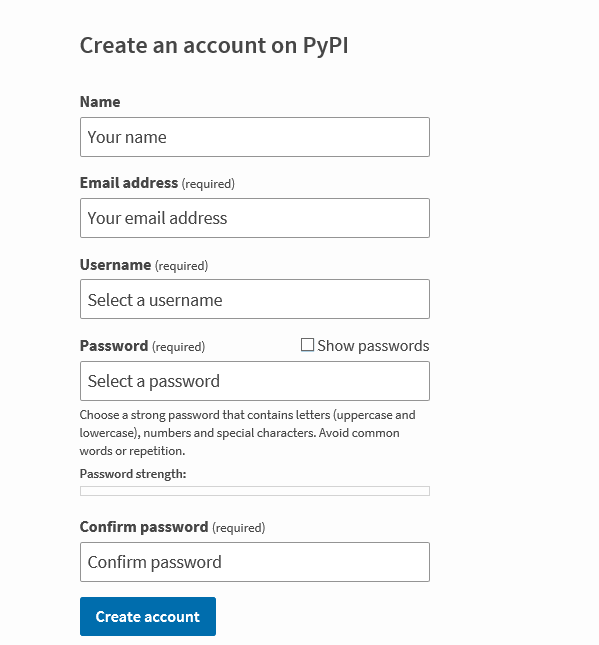 Create an account on PyPI
Name
Your name
Email address (required)
Your email address
Username (required)
Select a username
Password (required) Show passwords
Select a password
Choose a strong password that contains letters (uppercase and
lowercase), numbers and special characters. Avoid common
words or repetition.
Password strength:
Confirm password (required)
Confirm password
Create account